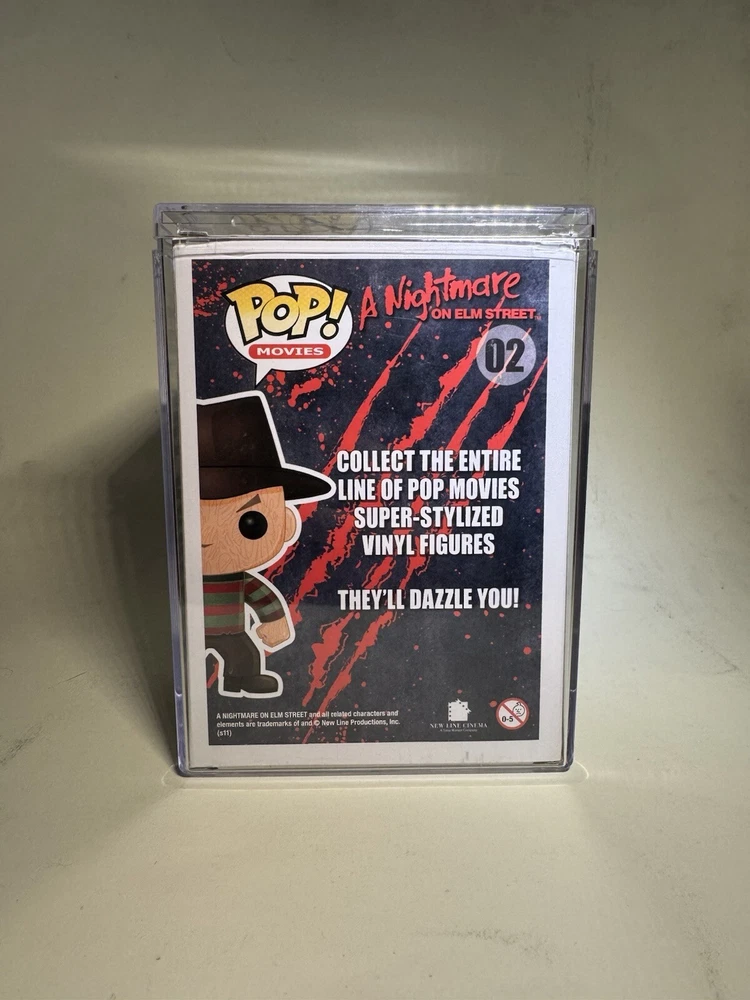 POP!
MOVIES
A Nightmare
ON ELM STREET
02
COLLECT THE ENTIRE
LINE OF POP MOVIES
SUPER-STYLIZED
VINYL FIGURES
THEY'LL DAZZLE YOU!
A NIGHTMARE ON ELM STREET and all related characters and
elements are trademarks of and © New Line Productions, Inc.
(s11)
NEW LINE CINEMA
0-5